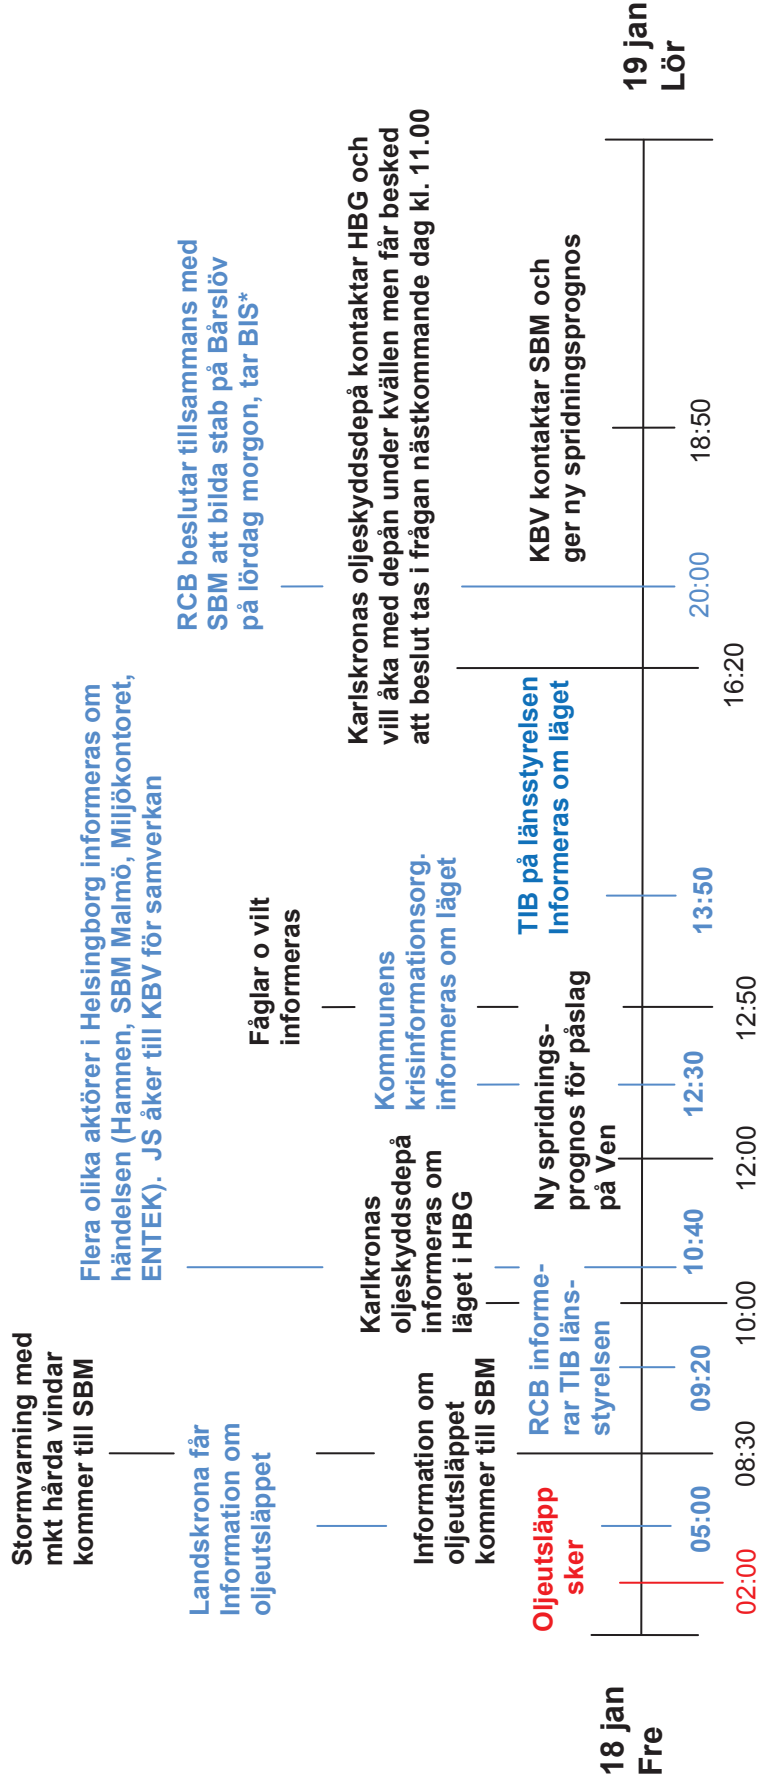 Stormvarning med
mkt hårda vindar
kommer till SBM
Flera olika aktörer i Helsingborg informeras om
händelsen (Hamnen, SBM Malmö, Miljökontoret,
ENTEK). JS åker till KBV för samverkan
Landskrona får
Information om
oljeutsläppet
RCB beslutar tillsammans med
SBM att bilda stab på Bårslöv
på lördag morgon, tar BIS*
Fåglar o vilt
informeras
Karlkronas
oljeskyddsdepå
informeras om
läget i HBG
Kommunens
krisinformationsorg.
informeras om läget
Karlskronas oljeskyddsdepå kontaktar HBG och
vill åka med depån under kvällen men får besked
att beslut tas i frågan nästkommande dag kl. 11.00
Information om
oljeutsläppet
kommer till SBM
Oljeutsläpp
sker
RCB informe-
rar TIB läns-
styrelsen
Ny spridnings-
prognos för påslag
på Ven
TIB på länsstyrelsen
Informeras om läget
KBV kontaktar SBM och
ger ny spridningsprognos
18 jan
Fre
19 jan
Lör
02:00
05:00
08:30
09:20
10:00
10:40
12:00
12:30
12:50
13:50
16:20
20:00
18:50